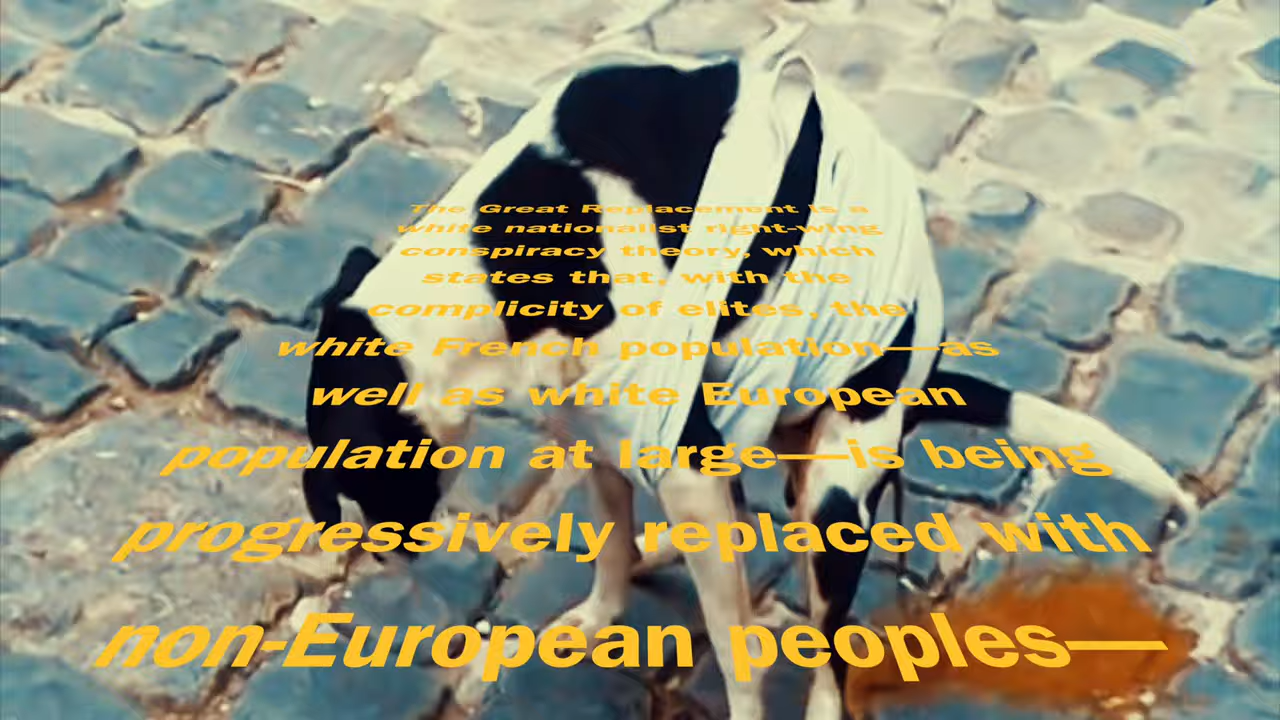 The Great Replacement is a
white nationalist right-wing
conspiracy theory, which
states that, with the
complicity of elites, the
white French population—as
well as white European
population at large—is being
progressively replaced with
non-European peoples—